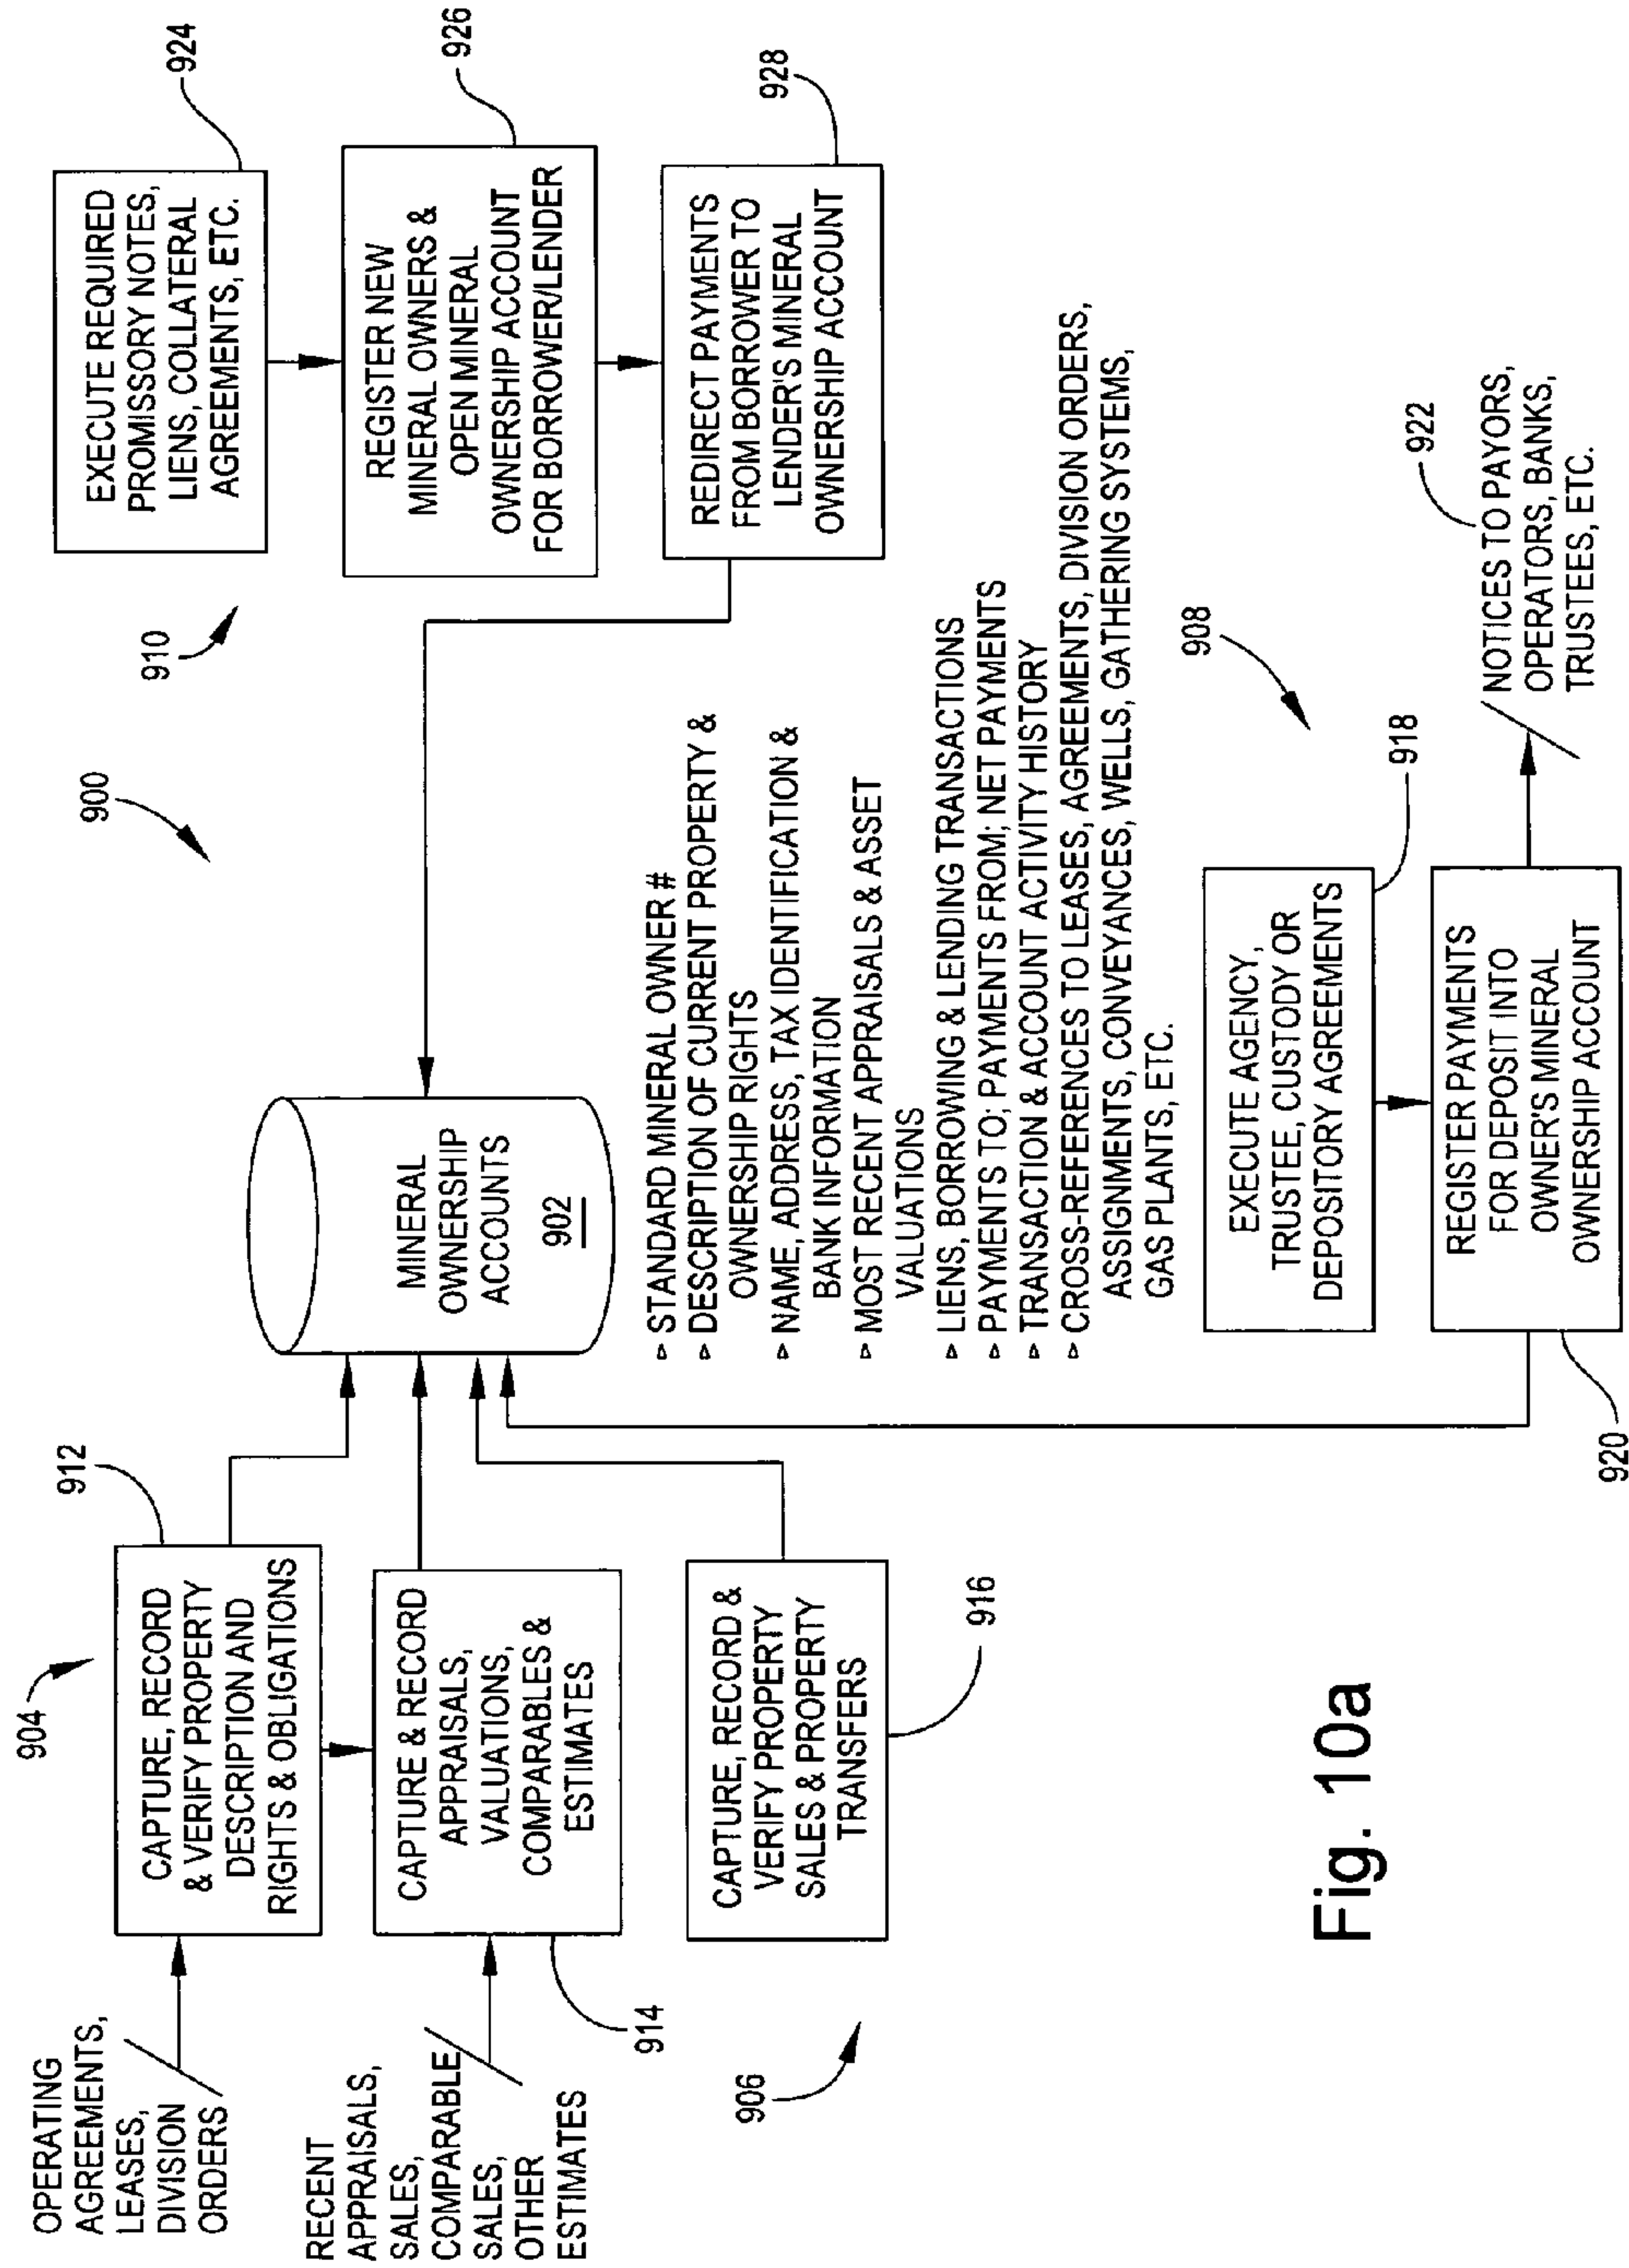 900
904
OPERATING
AGREEMENTS,
LEASES,
DIVISION
ORDERS
912
CAPTURE, RECORD
& VERIFY PROPERTY
DESCRIPTION AND
RIGHTS & OBLIGATIONS
RECENT
APPRAISALS,
SALES,
COMPARABLE
SALES,
OTHER
ESTIMATES
CAPTURE & RECORD
APPRAISALS,
VALUATIONS,
COMPARABLES &
ESTIMATES
914
906
CAPTURE, RECORD &
VERIFY PROPERTY
SALES & PROPERTY
TRANSFERS
916
MINERAL
OWNERSHIP
ACCOUNTS
902
▹ STANDARD MINERAL OWNER #
▹ DESCRIPTION OF CURRENT PROPERTY &
OWNERSHIP RIGHTS
▹ NAME, ADDRESS, TAX IDENTIFICATION &
BANK INFORMATION
▹ MOST RECENT APPRAISALS & ASSET
VALUATIONS
▹ LIENS, BORROWING & LENDING TRANSACTIONS
▹ PAYMENTS TO; PAYMENTS FROM; NET PAYMENTS
▹ TRANSACTION & ACCOUNT ACTIVITY HISTORY
▹ CROSS-REFERENCES TO LEASES, AGREEMENTS, DIVISION ORDERS,
ASSIGNMENTS, CONVEYANCES, WELLS, GATHERING SYSTEMS,
GAS PLANTS, ETC.
910
EXECUTE REQUIRED
PROMISSORY NOTES,
LIENS, COLLATERAL
AGREEMENTS, ETC.
924
REGISTER NEW
MINERAL OWNERS &
OPEN MINERAL
OWNERSHIP ACCOUNT
FOR BORROWER/LENDER
926
REDIRECT PAYMENTS
FROM BORROWER TO
LENDER'S MINERAL
OWNERSHIP ACCOUNT
928
908
EXECUTE AGENCY,
TRUSTEE, CUSTODY OR
DEPOSITORY AGREEMENTS
918
REGISTER PAYMENTS
FOR DEPOSIT INTO
OWNER'S MINERAL
OWNERSHIP ACCOUNT
920
922
NOTICES TO PAYORS,
OPERATORS, BANKS,
TRUSTEES, ETC.
Fig. 10a